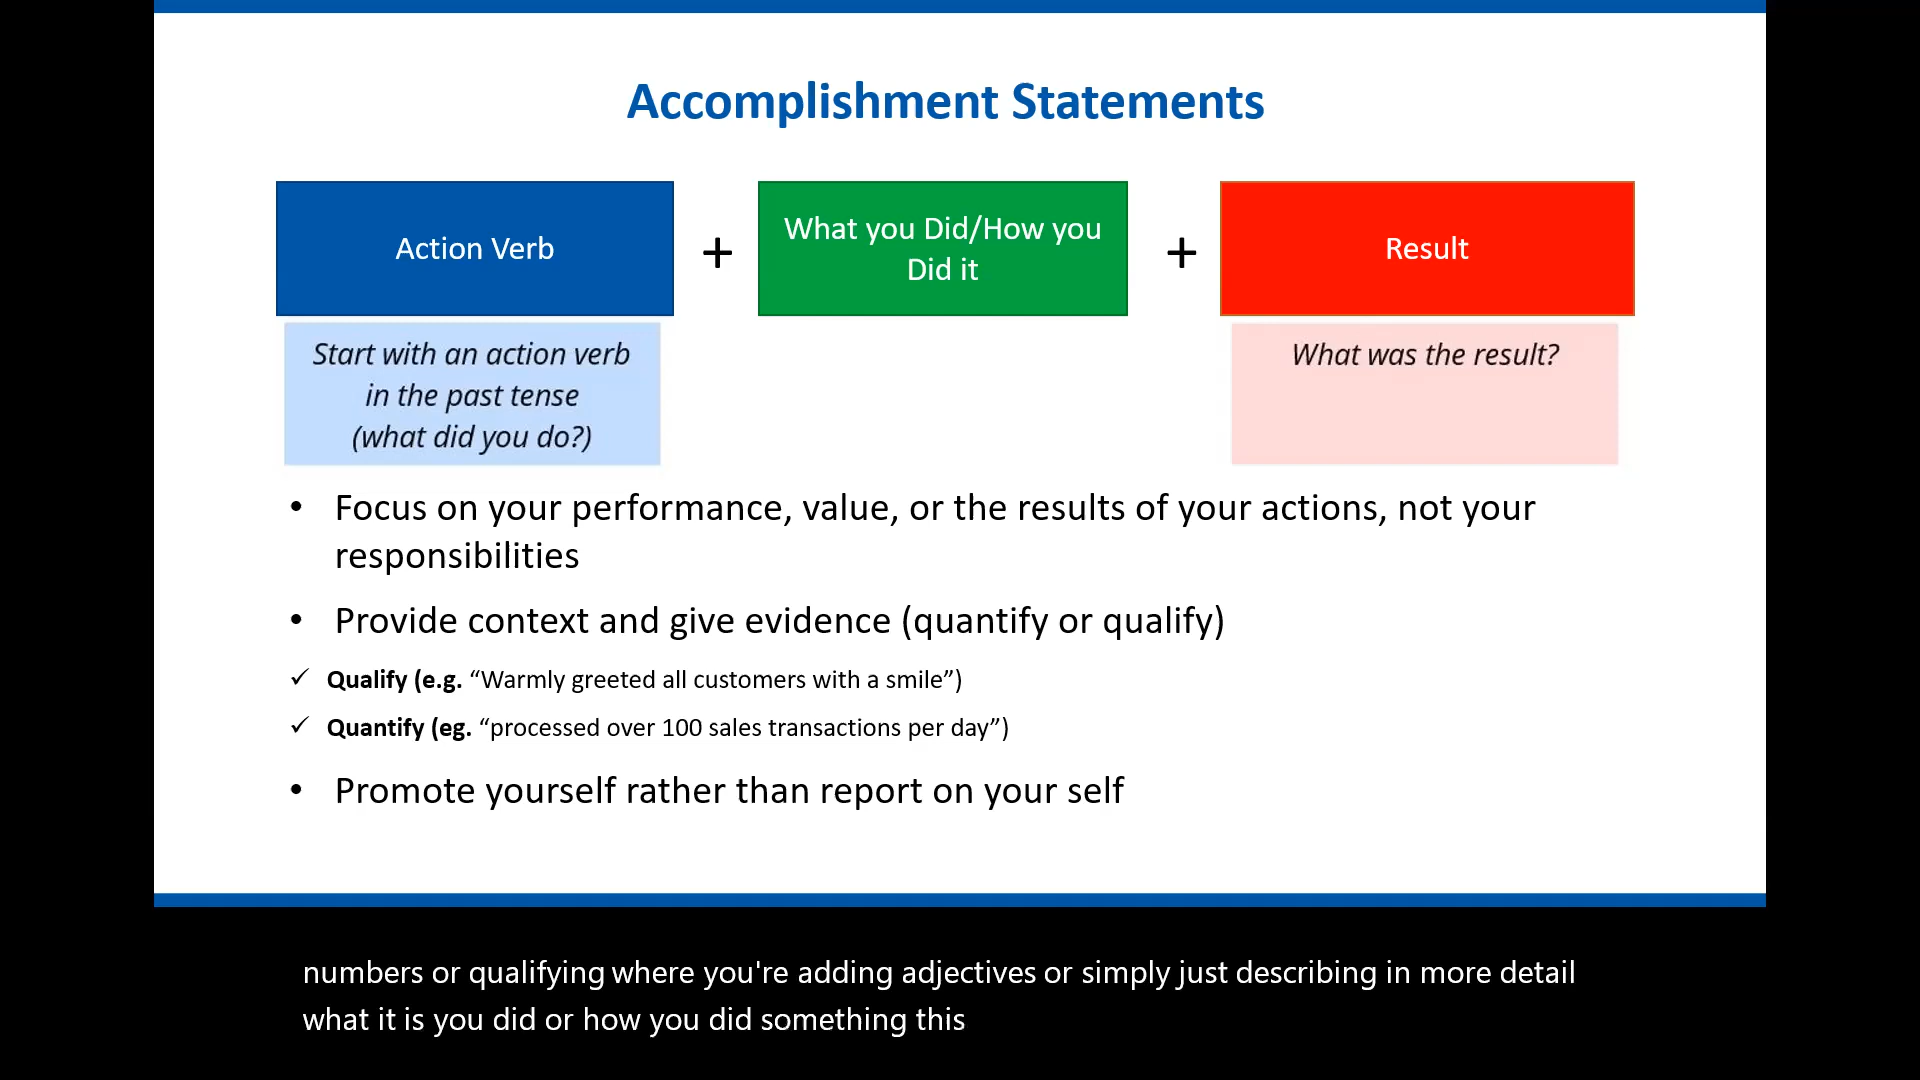 Accomplishment Statements
Action Verb
+
What you Did/How you
Did it
+
Result
Start with an action verb
in the past tense
(what did you do?)
What was the result?
• Focus on your performance, value, or the results of your actions, not your
responsibilities
• Provide context and give evidence (quantify or qualify)
✓ Qualify (e.g. “Warmly greeted all customers with a smile”)
✓ Quantify (eg. “processed over 100 sales transactions per day”)
• Promote yourself rather than report on your self
numbers or qualifying where you're adding adjectives or simply just describing in more detail
what it is you did or how you did something this